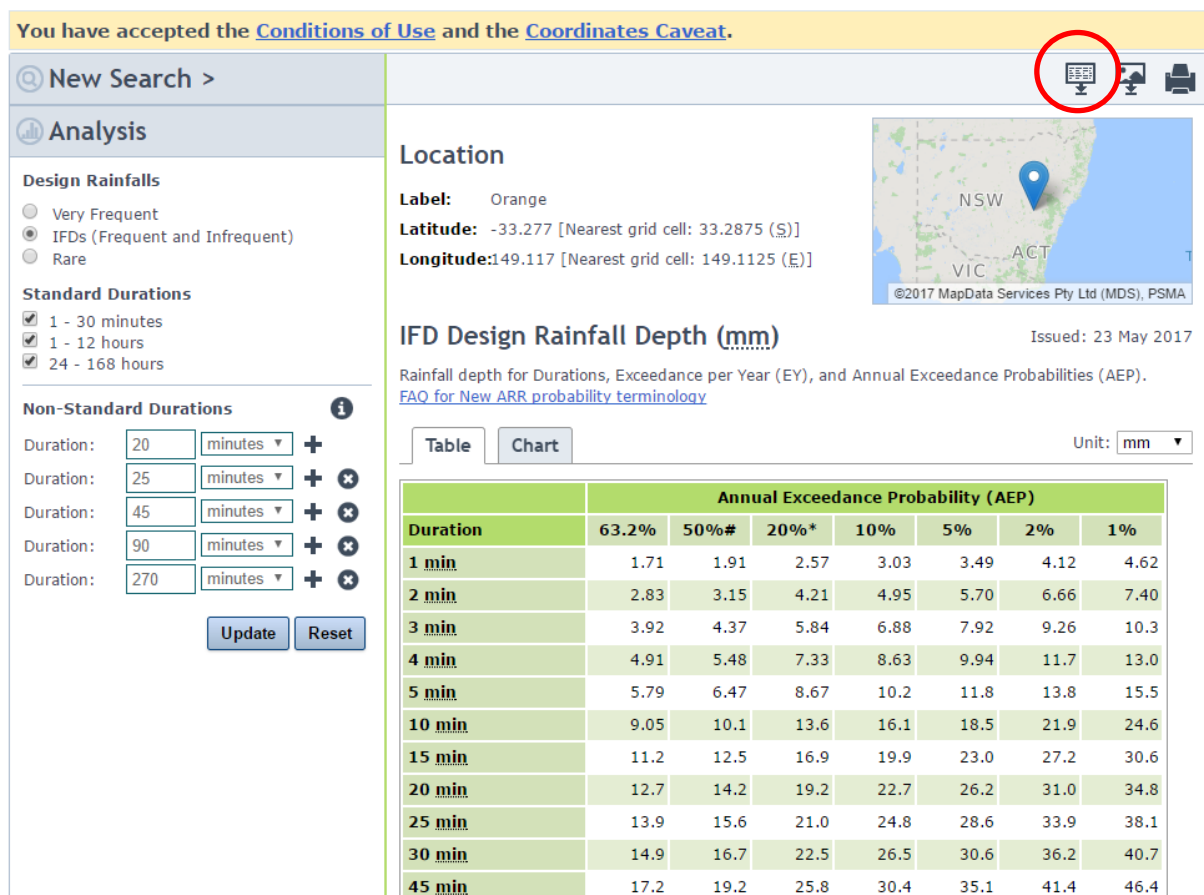 You have accepted the Conditions of Use and the Coordinates Caveat.
New Search >
Analysis
Design Rainfalls
Very Frequent
IFDs (Frequent and Infrequent)
Rare
Standard Durations
1 - 30 minutes
1 - 12 hours
24 - 168 hours
Non-Standard Durations
Duration: 20 minutes
Duration: 25 minutes
Duration: 45 minutes
Duration: 90 minutes
Duration: 270 minutes
Update Reset
Location
Label: Orange
Latitude: -33.277 [Nearest grid cell: 33.2875 (S)]
Longitude:149.117 [Nearest grid cell: 149.1125 (E)]
NSW
ACT
VIC
T
©2017 MapData Services Pty Ltd (MDS), PSMA
IFD Design Rainfall Depth (mm)
Issued: 23 May 2017
Rainfall depth for Durations, Exceedance per Year (EY), and Annual Exceedance Probabilities (AEP).
FAQ for New ARR probability terminology
Table Chart
Unit: mm
Annual Exceedance Probability (AEP)
Duration 63.2% 50%# 20%* 10% 5% 2% 1%
1 min 1.71 1.91 2.57 3.03 3.49 4.12 4.62
2 min 2.83 3.15 4.21 4.95 5.70 6.66 7.40
3 min 3.92 4.37 5.84 6.88 7.92 9.26 10.3
4 min 4.91 5.48 7.33 8.63 9.94 11.7 13.0
5 min 5.79 6.47 8.67 10.2 11.8 13.8 15.5
10 min 9.05 10.1 13.6 16.1 18.5 21.9 24.6
15 min 11.2 12.5 16.9 19.9 23.0 27.2 30.6
20 min 12.7 14.2 19.2 22.7 26.2 31.0 34.8
25 min 13.9 15.6 21.0 24.8 28.6 33.9 38.1
30 min 14.9 16.7 22.5 26.5 30.6 36.2 40.7
45 min 17.2 19.2 25.8 30.4 35.1 41.4 46.4